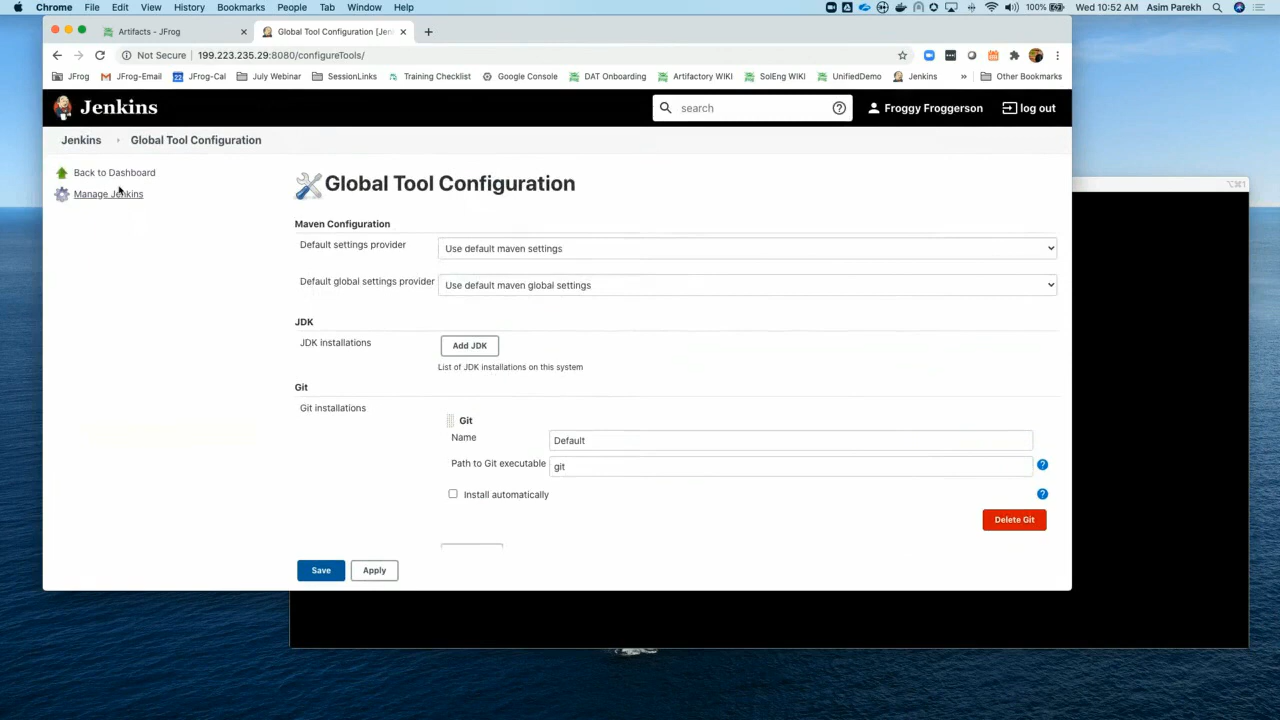 Chrome File Edit View History Bookmarks People Tab Window Help 100% Wed 10:52 AM Asim Parekh
Artifacts - JFrog Global Tool Configuration [Jen
Not Secure 199.223.235.29:8080/configureTools/
JFrog JFrog-Email JFrog-Cal July Webinar SessionLinks Training Checklist Google Console DAT Onboarding Artifactory WIKI SolEng WIKI UnifiedDemo Jenkins » Other Bookmarks
Jenkins search Froggy Froggerson log out
Jenkins Global Tool Configuration
Back to Dashboard
Manage Jenkins
Global Tool Configuration
Maven Configuration
Default settings provider Use default maven settings
Default global settings provider Use default maven global settings
JDK
JDK installations Add JDK
List of JDK installations on this system
Git
Git installations
Git
Name Default
Path to Git executable git
Install automatically
Delete Git
Save Apply
⌥⌘1